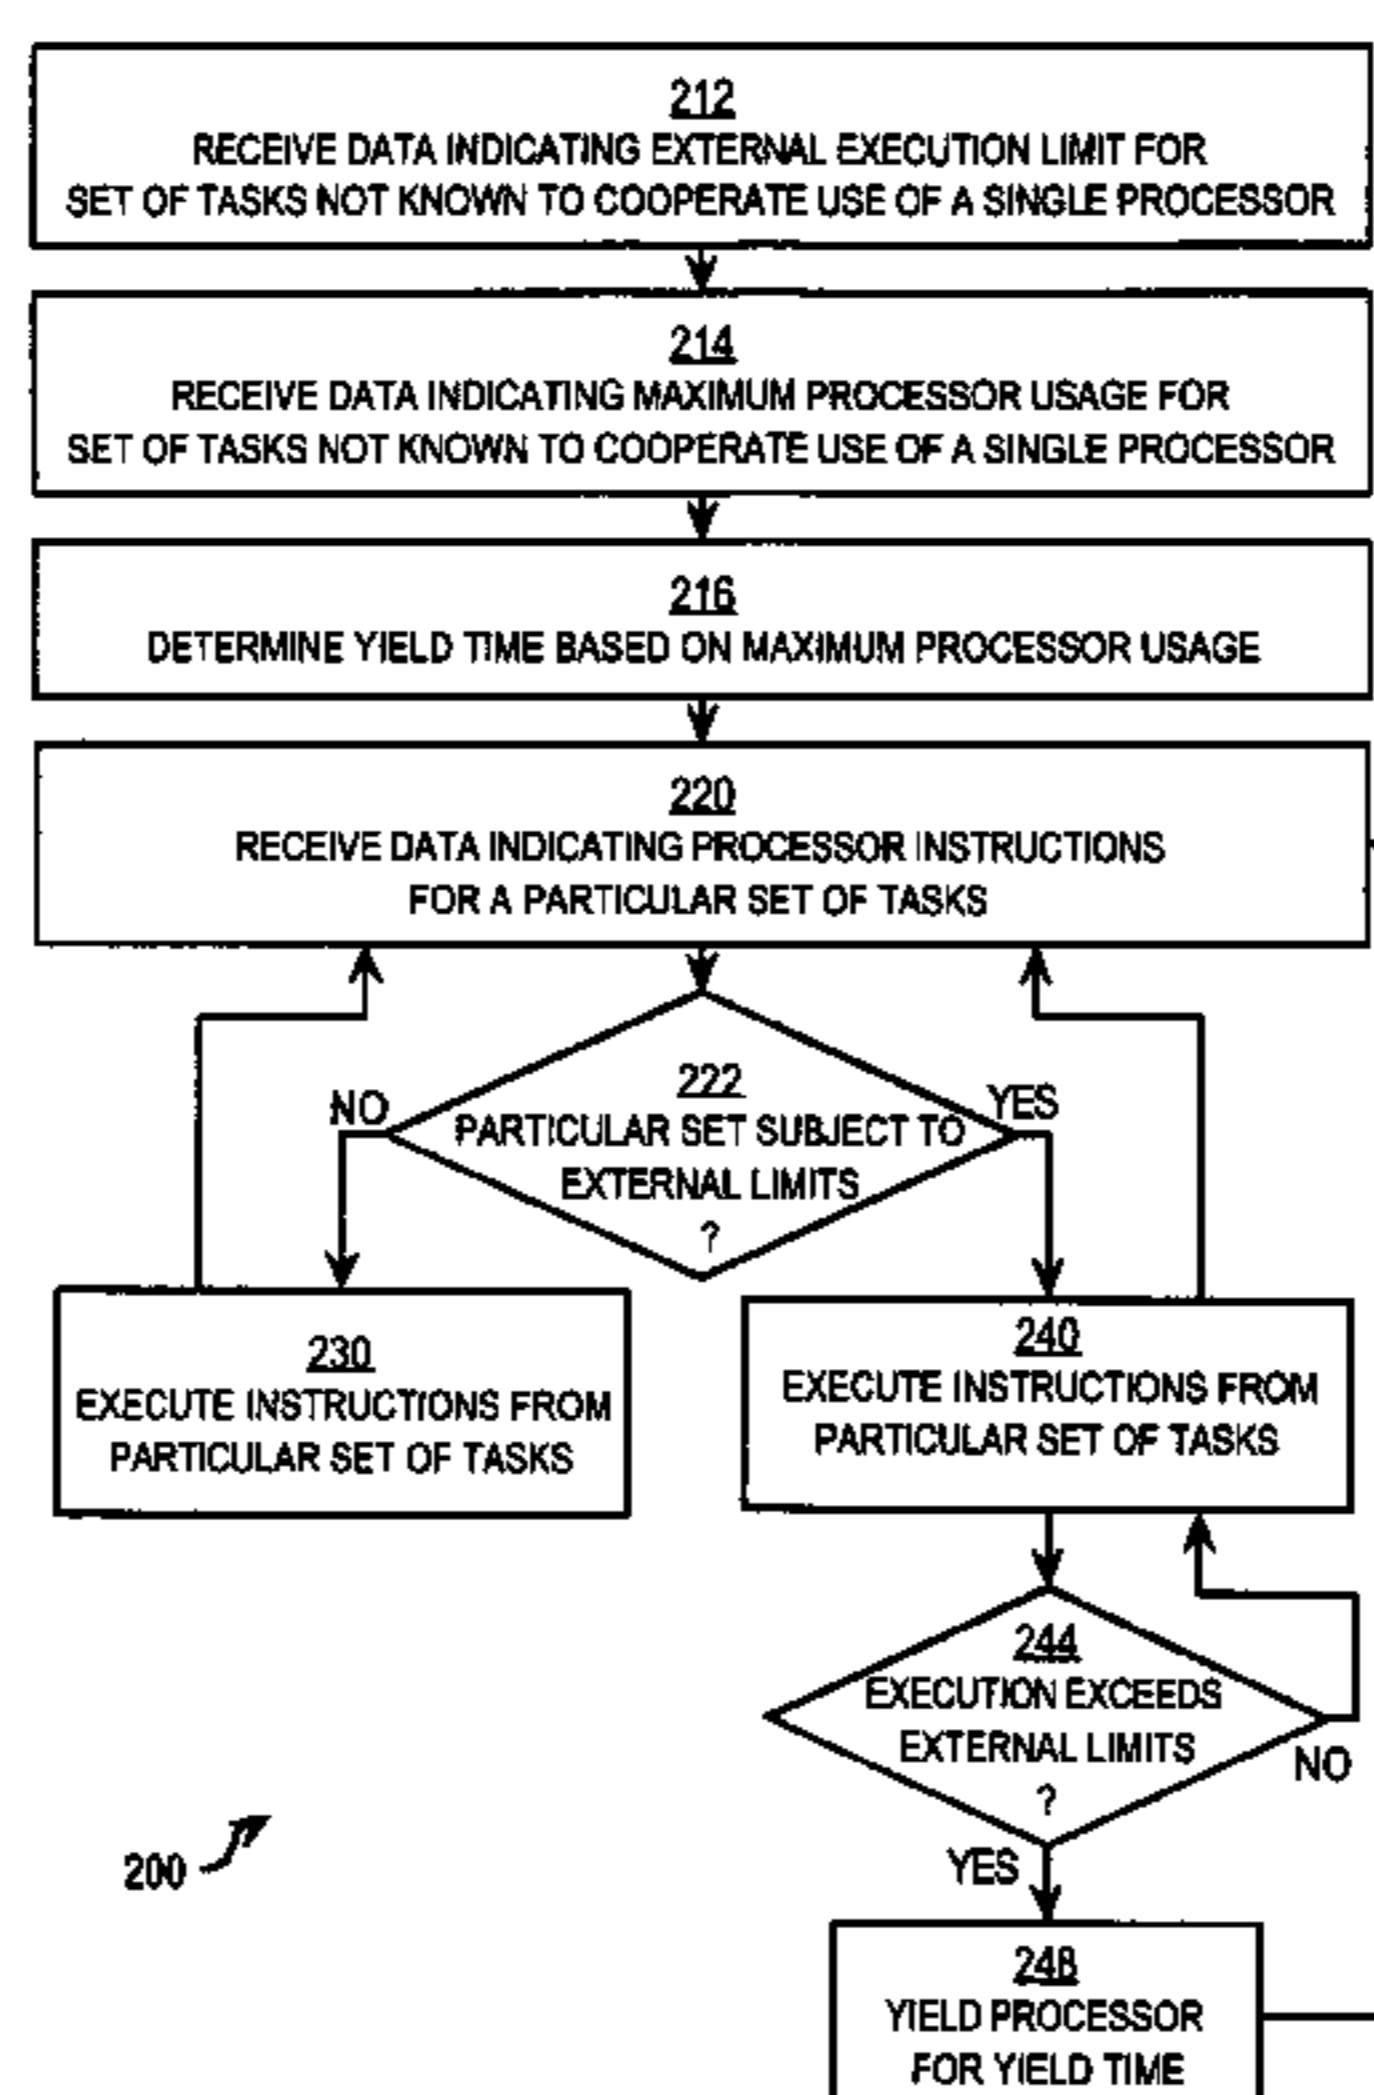 212
RECEIVE DATA INDICATING EXTERNAL EXECUTION LIMIT FOR
SET OF TASKS NOT KNOWN TO COOPERATE USE OF A SINGLE PROCESSOR
214
RECEIVE DATA INDICATING MAXIMUM PROCESSOR USAGE FOR
SET OF TASKS NOT KNOWN TO COOPERATE USE OF A SINGLE PROCESSOR
216
DETERMINE YIELD TIME BASED ON MAXIMUM PROCESSOR USAGE
220
RECEIVE DATA INDICATING PROCESSOR INSTRUCTIONS
FOR A PARTICULAR SET OF TASKS
222
NO
YES
PARTICULAR SET SUBJECT TO
EXTERNAL LIMITS
?
230
EXECUTE INSTRUCTIONS FROM
PARTICULAR SET OF TASKS
240
EXECUTE INSTRUCTIONS FROM
PARTICULAR SET OF TASKS
244
EXECUTION EXCEEDS
EXTERNAL LIMITS
?
NO
YES
200
248
YIELD PROCESSOR
FOR YIELD TIME